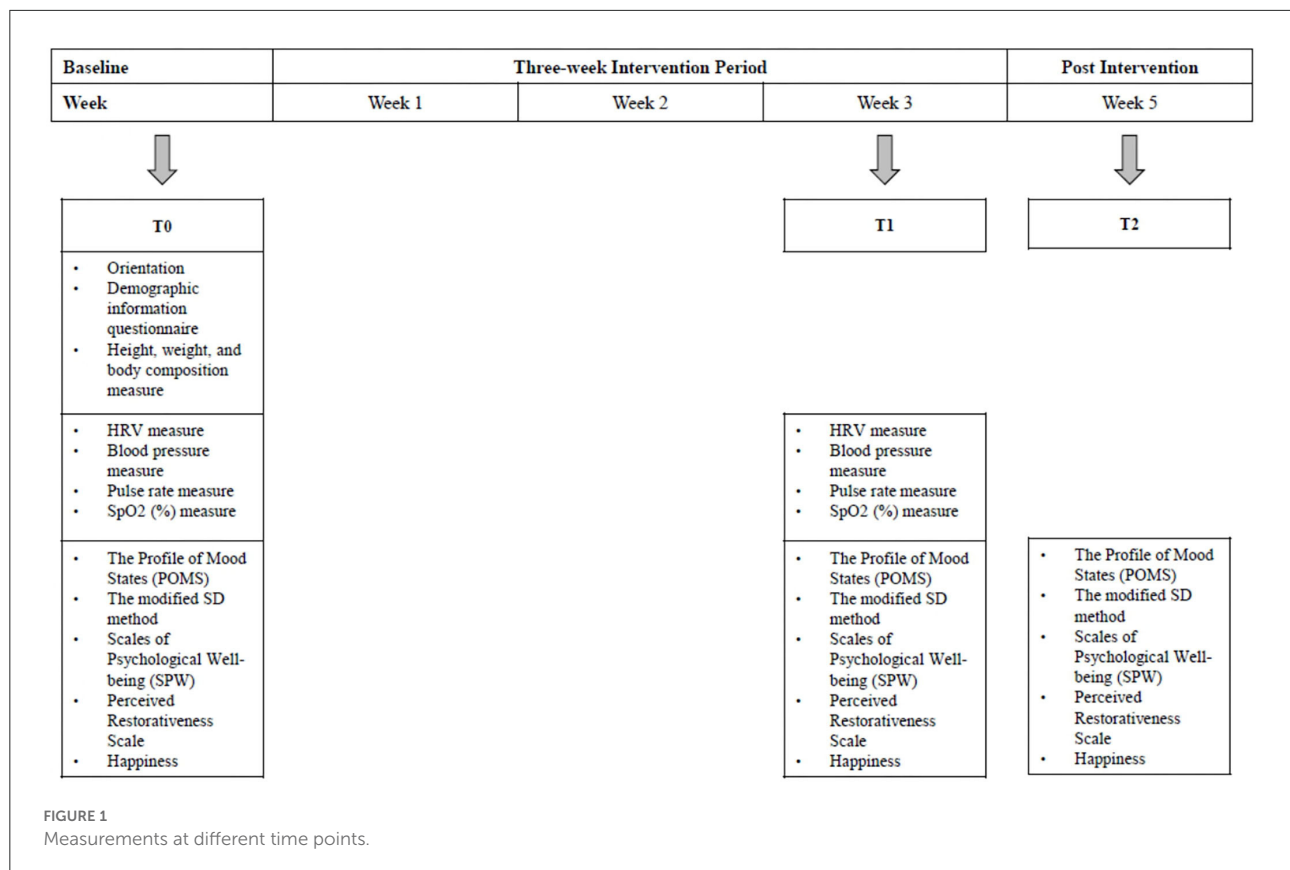 Baseline
Three-week Intervention Period
Post Intervention
Week
Week 1
Week 2
Week 3
Week 5
T0
• Orientation
• Demographic
information
questionnaire
• Height, weight, and
body composition
measure
• HRV measure
• Blood pressure
measure
• Pulse rate measure
• SpO2 (%) measure
• The Profile of Mood
States (POMS)
• The modified SD
method
• Scales of
Psychological Well-
being (SPW)
• Perceived
Restorativeness
Scale
• Happiness
T1
• HRV measure
• Blood pressure
measure
• Pulse rate measure
• SpO2 (%) measure
• The Profile of Mood
States (POMS)
• The modified SD
method
• Scales of
Psychological Well-
being (SPW)
• Perceived
Restorativeness
Scale
• Happiness
T2
• The Profile of Mood
States (POMS)
• The modified SD
method
• Scales of
Psychological Well-
being (SPW)
• Perceived
Restorativeness
Scale
• Happiness
FIGURE 1
Measurements at different time points.